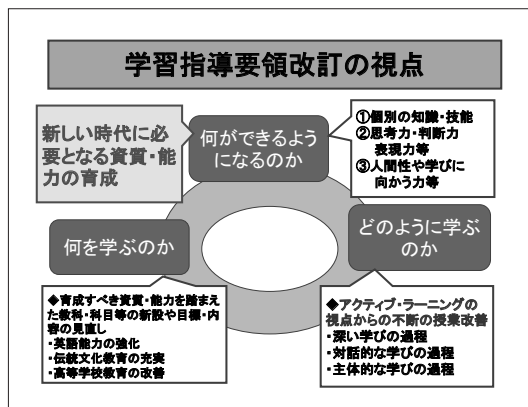 学習指導要領改訂の視点
新しい時代に必
要となる資質・能
力の育成
何ができるよう
になるのか
①個別の知識・技能
②思考力・判断力
表現力等
③人間性や学びに
向かう力等
何を学ぶのか
どのように学ぶ
のか
◆育成すべき資質・能力を踏まえ
た教科・科目等の新設や目標・内
容の見直し
・英語能力の強化
・伝統文化教育の充実
・高等学校教育の改善
◆アクティブ・ラーニングの
視点からの不断の授業改善
・深い学びの過程
・対話的な学びの過程
・主体的な学びの過程